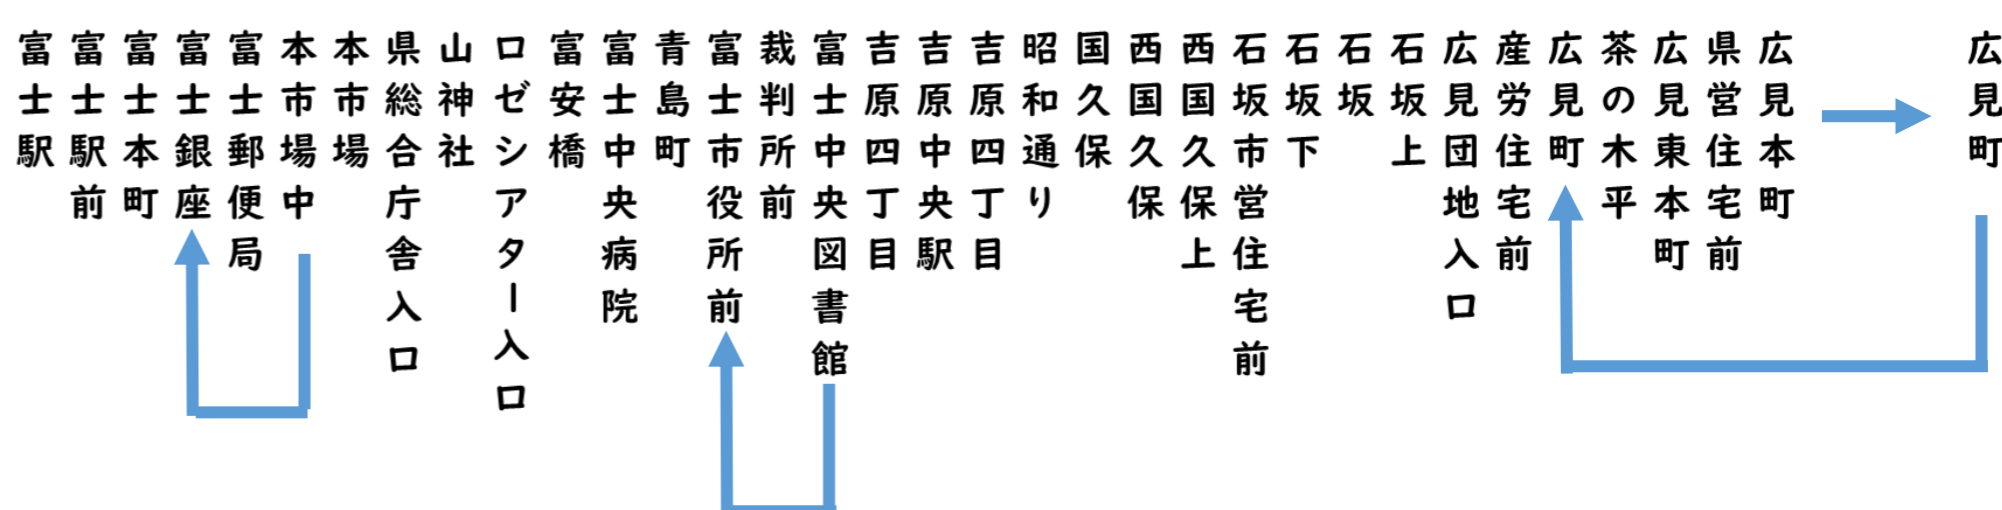 富士駅
富士駅前
富士本町
富士銀座
富士郵便局
本市場中
本市場
県総合庁舎入口
山神社
ロゼシアター入口
富安橋
富士中央病院
青島町
富士市役所前
裁判所前
富士中央図書館
吉原四丁目
吉原中央駅
吉原四丁目
昭和通り
国久保
西国久保
西国久保上
石坂市営住宅前
石坂下
石坂
石坂上
広見団地入口
産労住宅前
広見町
茶の木平
広見東本町
県営住宅前
広見本町
広見町